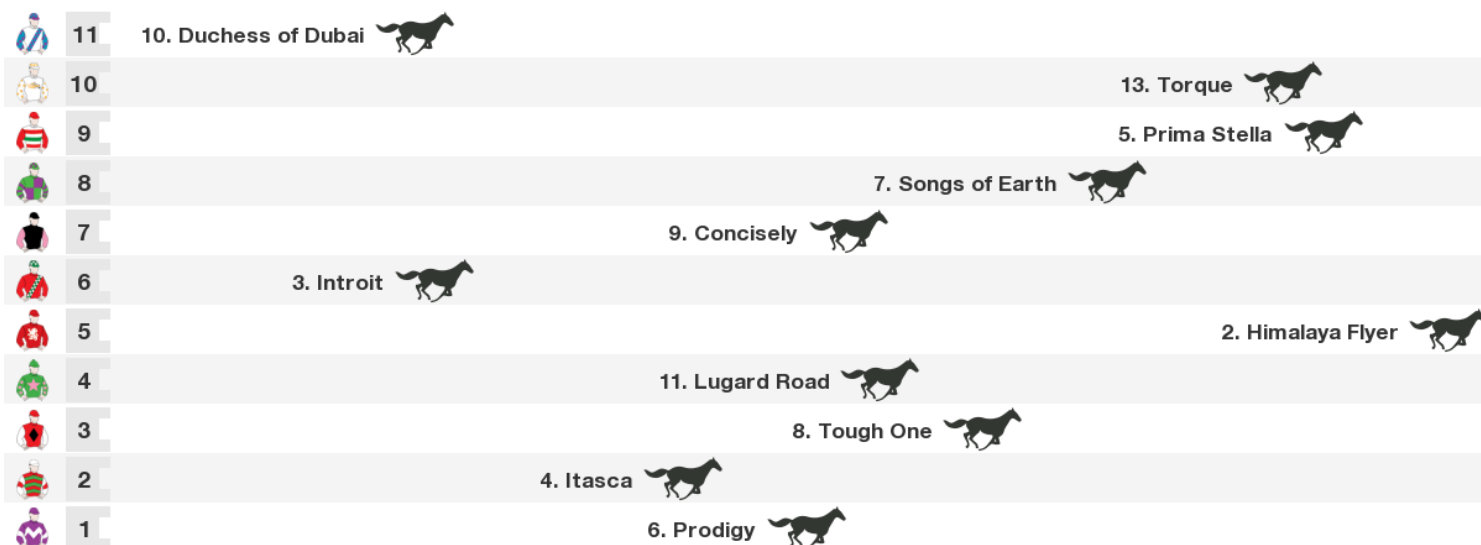 11 10. Duchess of Dubai
10 13. Torque
9 5. Prima Stella
8 7. Songs of Earth
7 9. Concisely
6 3. Introit
5 2. Himalaya Flyer
4 11. Lugard Road
3 8. Tough One
2 4. Itasca
1 6. Prodigy